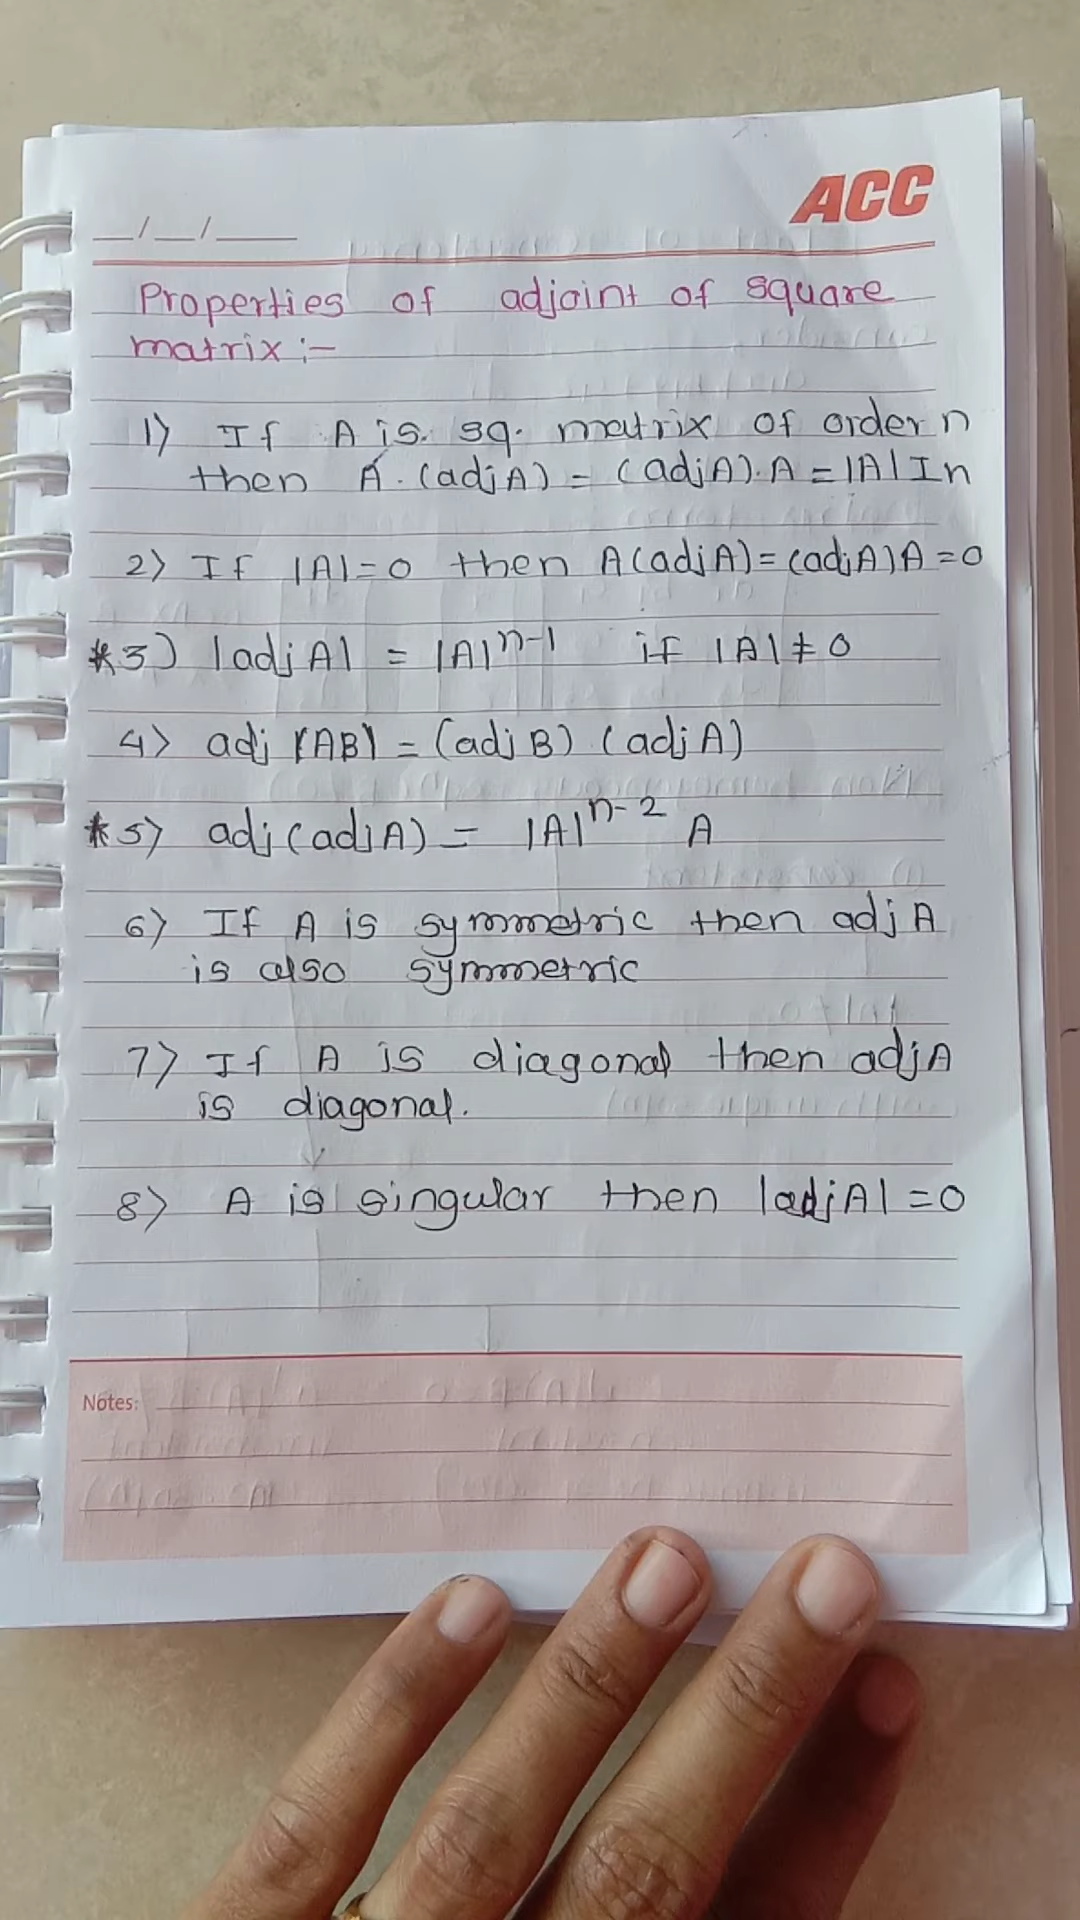 ACC
__/__/____
Properties of adjoint of square
matrix :-
1) If A is sq. matrix of order n
then A. (adjA) = (adjA). A = |A| In
2) If |A|=0 then A(adjA)=(adjA)A=0
*3) |adj A| = |A|^n-1 if |A| ≠ 0
4) adj (AB) = (adj B) (adj A)
*5) adj (adj A) = |A|^n-2 A
6) If A is symmetric then adj A
is also symmetric
7) If A is diagonal then adj A
is diagonal.
8) A is singular then |adj A| = 0
Notes: